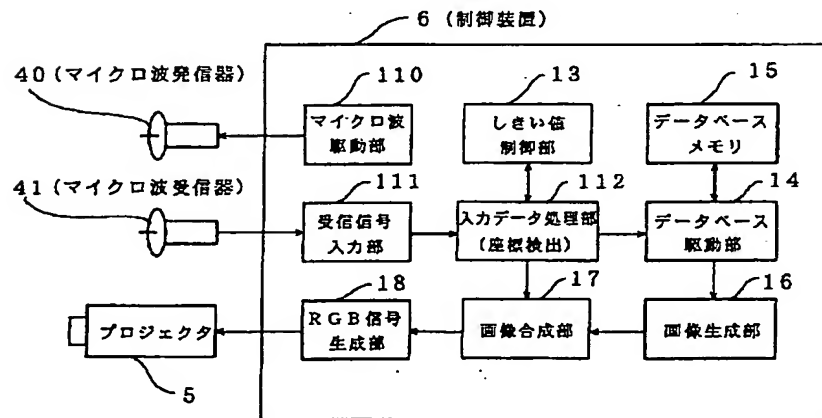 6 (制御装置)
40 (マイクロ波発信器)
110
13
15
マイクロ波
駆動部
しきい値
制御部
データベース
メモリ
41 (マイクロ波受信器)
111
112
14
受信信号
入力部
入力データ処理部
(座標検出)
データベース
駆動部
18
17
16
プロジェクタ
RGB信号
生成部
画像合成部
画像生成部
5